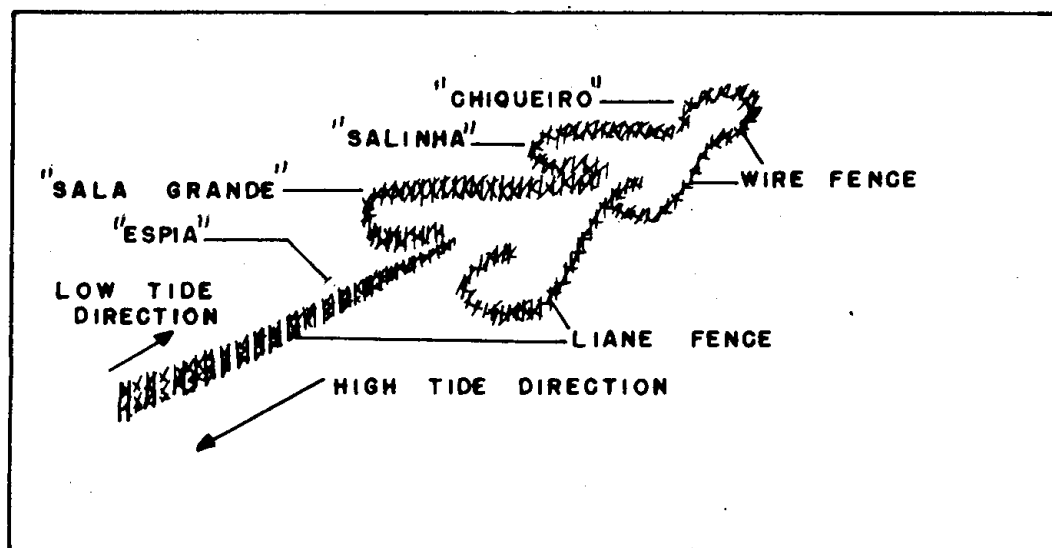 "CHIQUEIRO"
"SALINHA"
"SALA GRANDE"
WIRE FENCE
"ESPIA"
LOW TIDE
DIRECTION
LIANE FENCE
HIGH TIDE DIRECTION